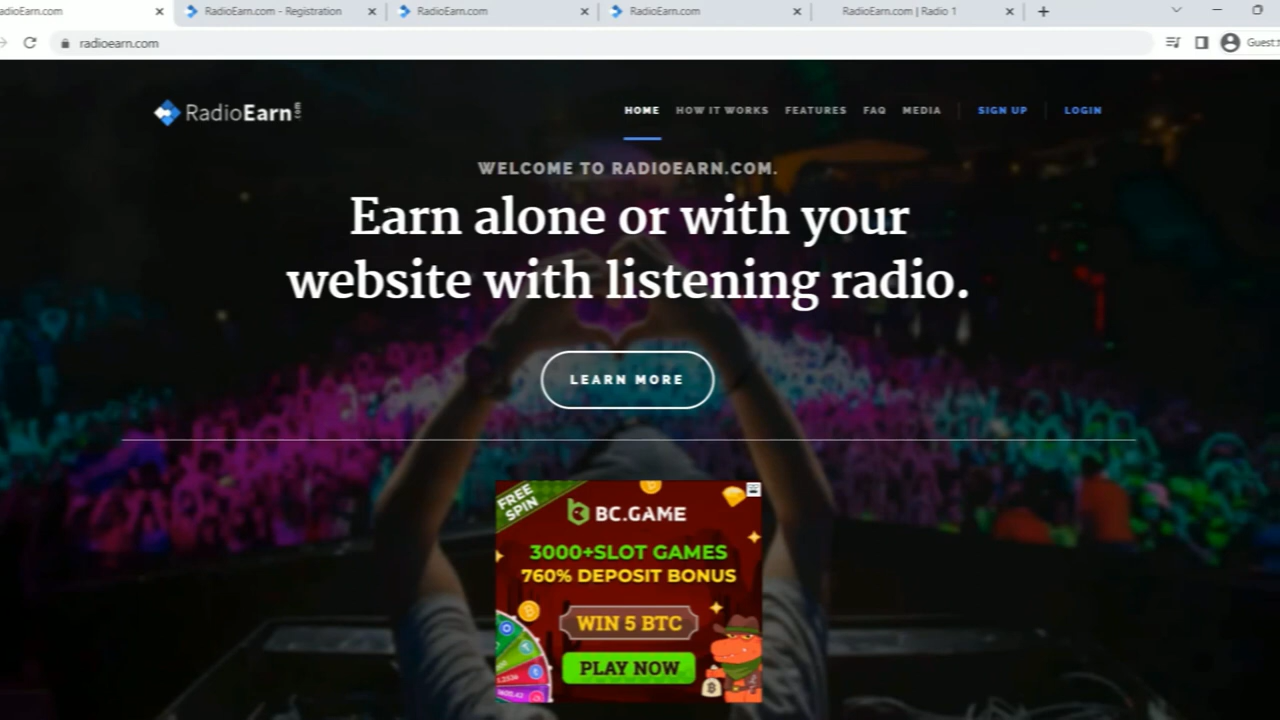 adioEarn.com
RadioEarn.com - Registration
RadioEarn.com
RadioEarn.com
RadioEarn.com | Radio 1
radioearn.com
Guest
RadioEarn.com
HOME
HOW IT WORKS
FEATURES
FAQ
MEDIA
SIGN UP
LOGIN
WELCOME TO RADIOEARN.COM.
Earn alone or with your
website with listening radio.
LEARN MORE
FREE
SPIN
BC.GAME
3000+SLOT GAMES
760% DEPOSIT BONUS
WIN 5 BTC
PLAY NOW